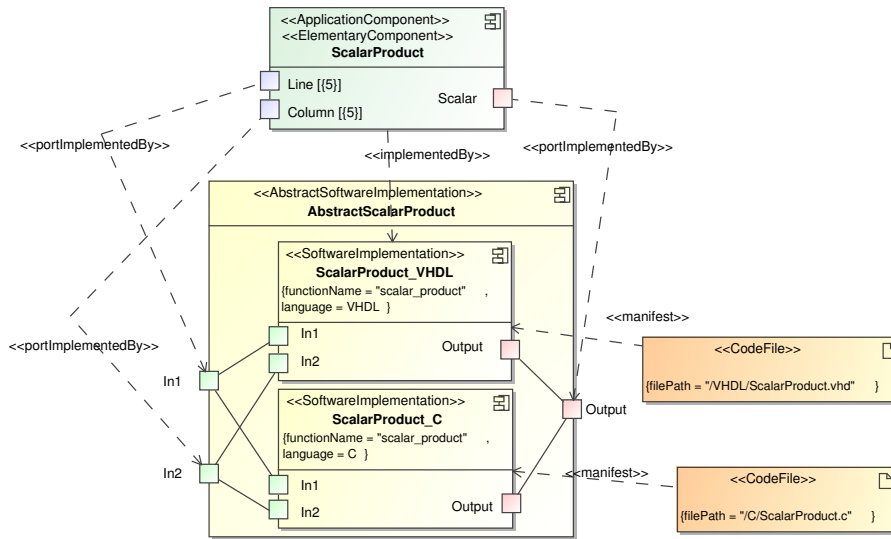 <<ApplicationComponent>>
<<ElementaryComponent>>
ScalarProduct
Line [{5}]
Column [{5}]
Scalar
<<portImplementedBy>>
<<implementedBy>>
<<portImplementedBy>>
<<AbstractSoftwareImplementation>>
AbstractScalarProduct
<<SoftwareImplementation>>
ScalarProduct_VHDL
{functionName = "scalar_product" ,
language = VHDL }
In1
In2
Output
<<portImplementedBy>>
<<manifest>>
<<CodeFile>>
{filePath = "/VHDL/ScalarProduct.vhd" }
In1
Output
<<SoftwareImplementation>>
ScalarProduct_C
{functionName = "scalar_product" ,
language = C }
In2
In1
In2
Output
<<manifest>>
<<CodeFile>>
{filePath = "/C/ScalarProduct.c" }